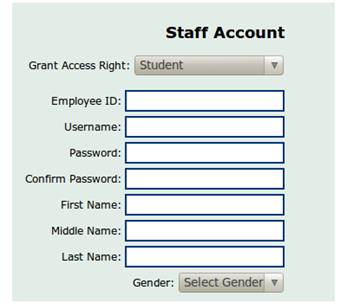 Staff Account
Grant Access Right: Student
Employee ID:
Username:
Password:
Confirm Password:
First Name:
Middle Name:
Last Name:
Gender: Select Gender